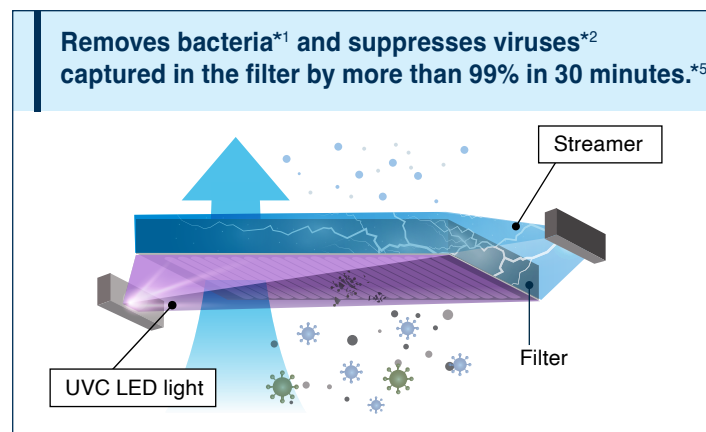 Removes bacteria*1 and suppresses viruses*2
captured in the filter by more than 99% in 30 minutes.*5
Streamer
Filter
UVC LED light